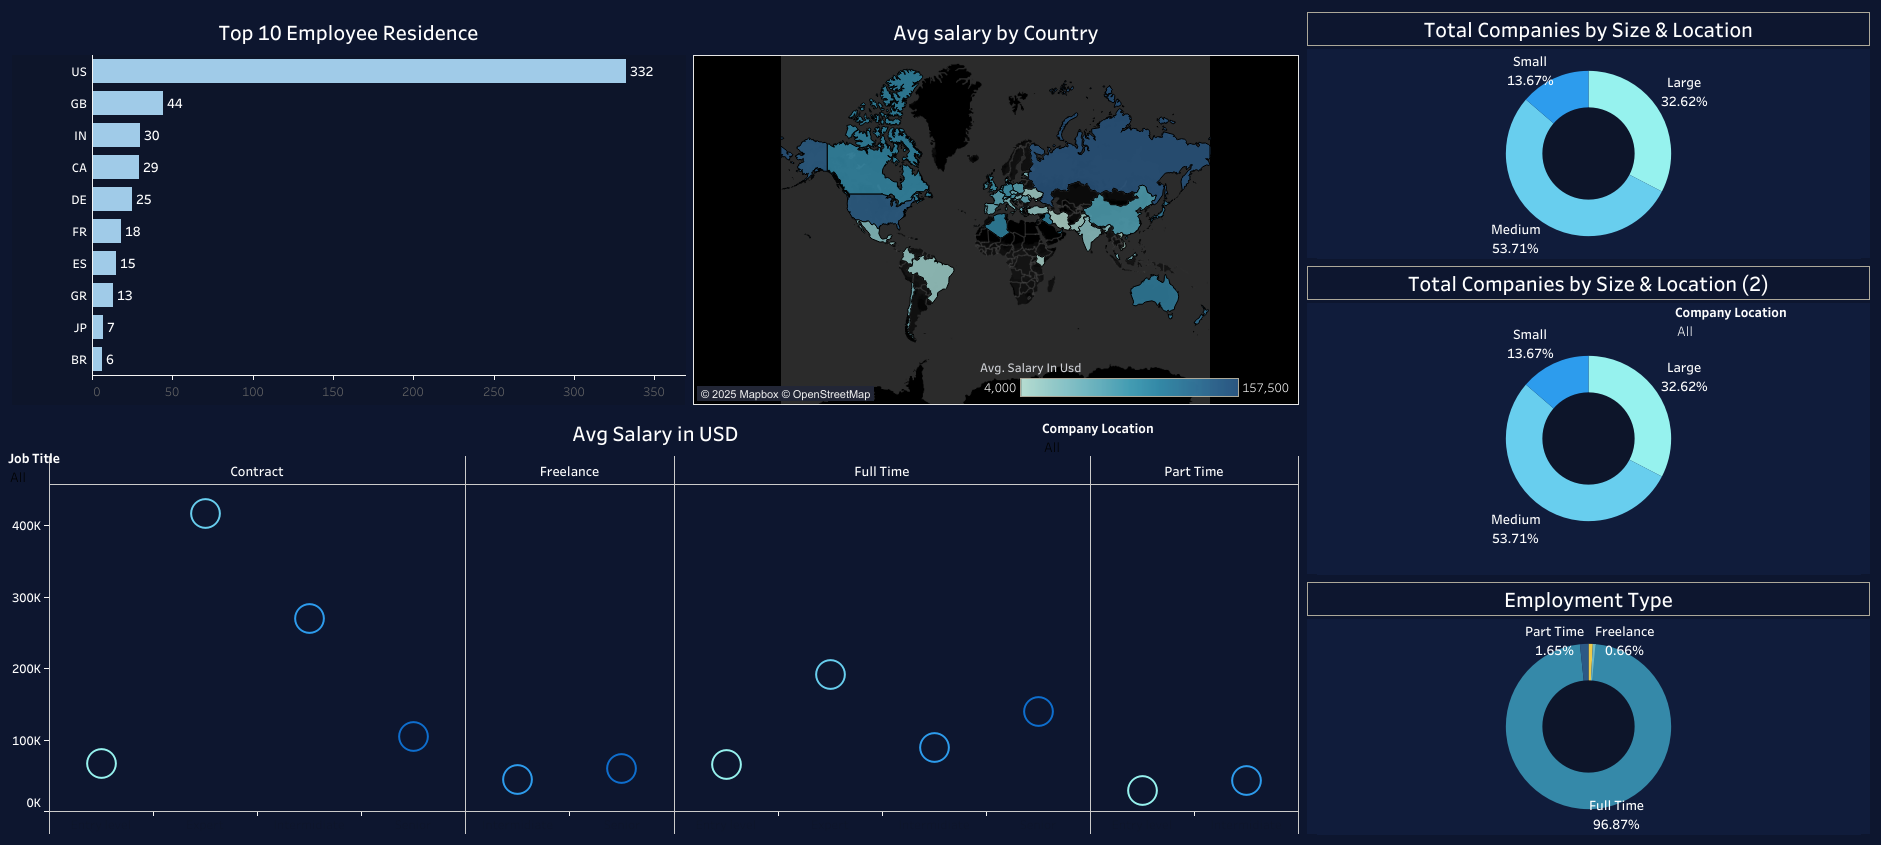 Top 10 Employee Residence
US 332
GB 44
IN 30
CA 29
DE 25
FR 18
ES 15
GR 13
JP 7
BR 6
0 50 100 150 200 250 300 350
Avg salary by Country
Avg. Salary In Usd
4,000 157,500
© 2025 Mapbox © OpenStreetMap
Total Companies by Size & Location
Small
13.67%
Large
32.62%
Medium
53.71%
Total Companies by Size & Location (2)
Company Location
All
Small
13.67%
Large
32.62%
Medium
53.71%
Avg Salary in USD
Company Location
All
Job Title
All
Contract Freelance Full Time Part Time
400K
300K
200K
100K
0K
Employment Type
Part Time Freelance
1.65% 0.66%
Full Time
96.87%